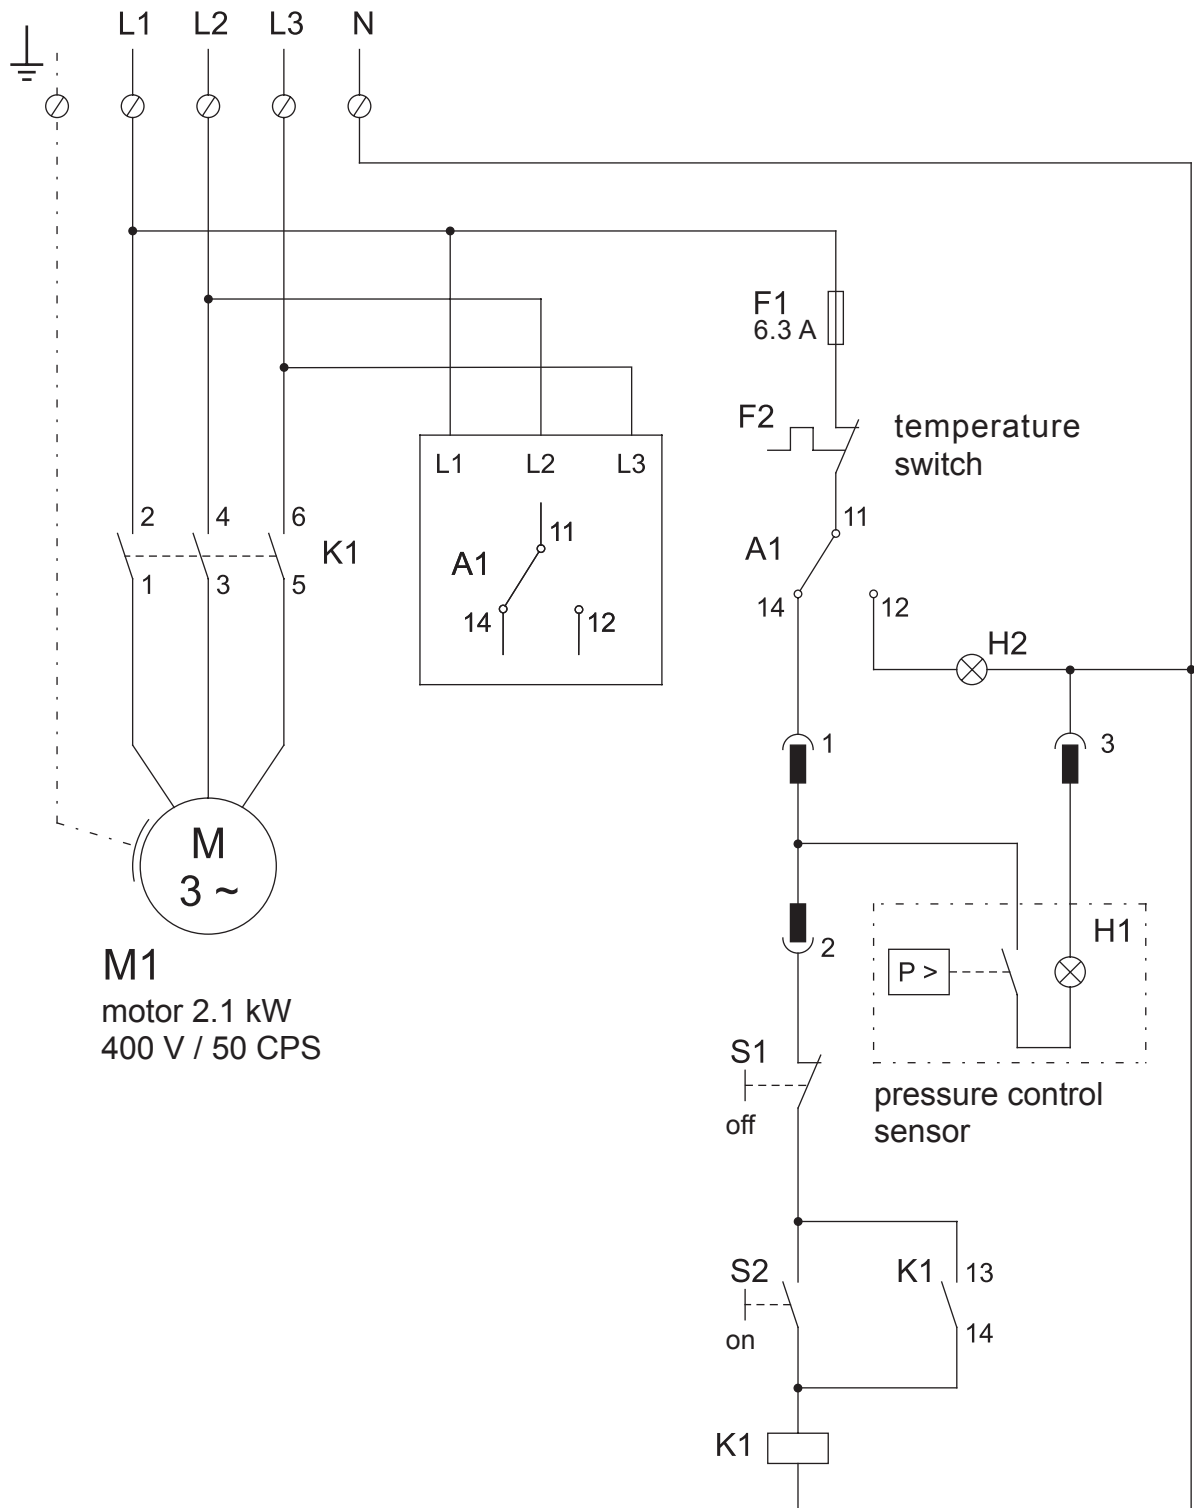 L1 L2 L3 N
F1
6.3 A
F2
temperature
switch
L1 L2 L3
2 4 6
K1
1 3 5
11
A1
14 12
11
A1
14 12
H2
1
3
M
3 ~
M1
motor 2.1 kW
400 V / 50 CPS
2
H1
P >
pressure control
sensor
S1
off
S2
on
K1 13
14
K1